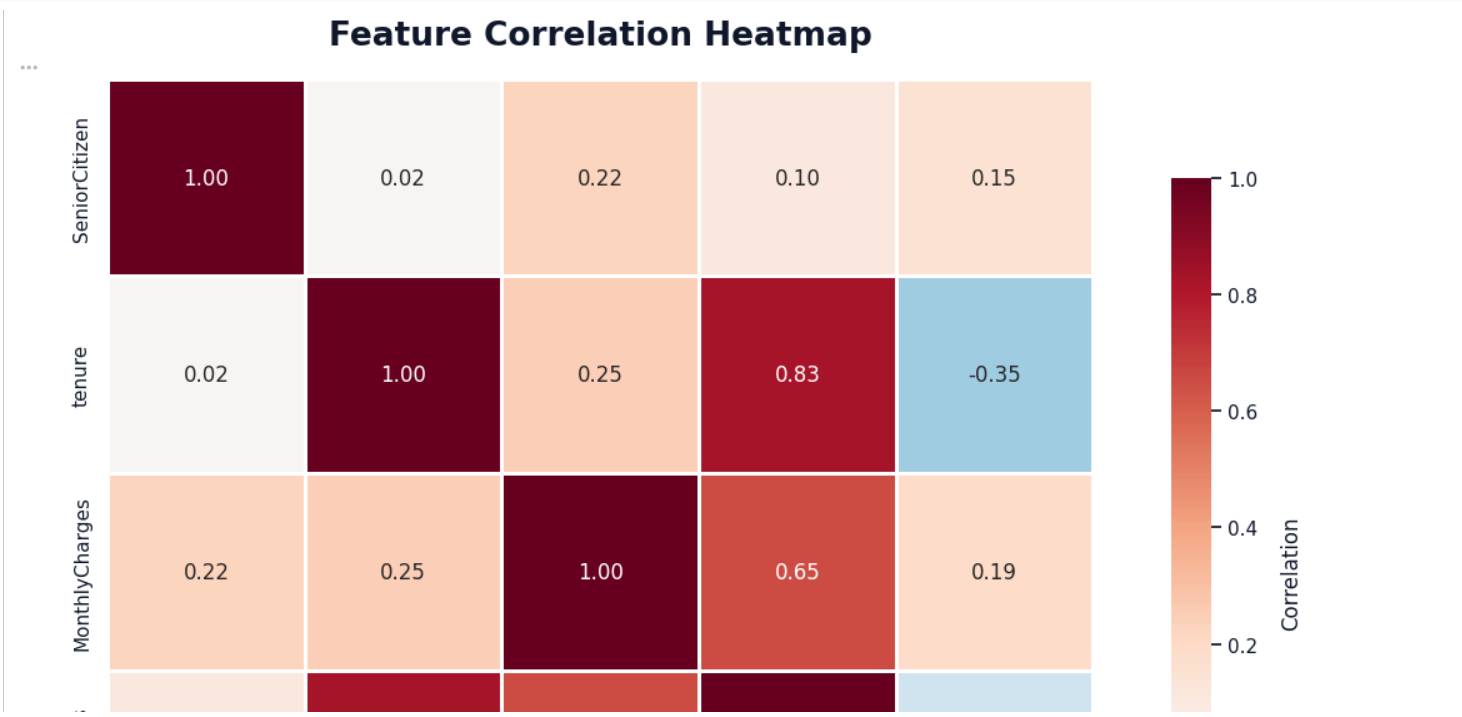 Feature Correlation Heatmap
...
SeniorCitizen
1.00 0.02 0.22 0.10 0.15
tenure
0.02 1.00 0.25 0.83 -0.35
MonthlyCharges
0.22 0.25 1.00 0.65 0.19
1.0
0.8
0.6
0.4
0.2
Correlation